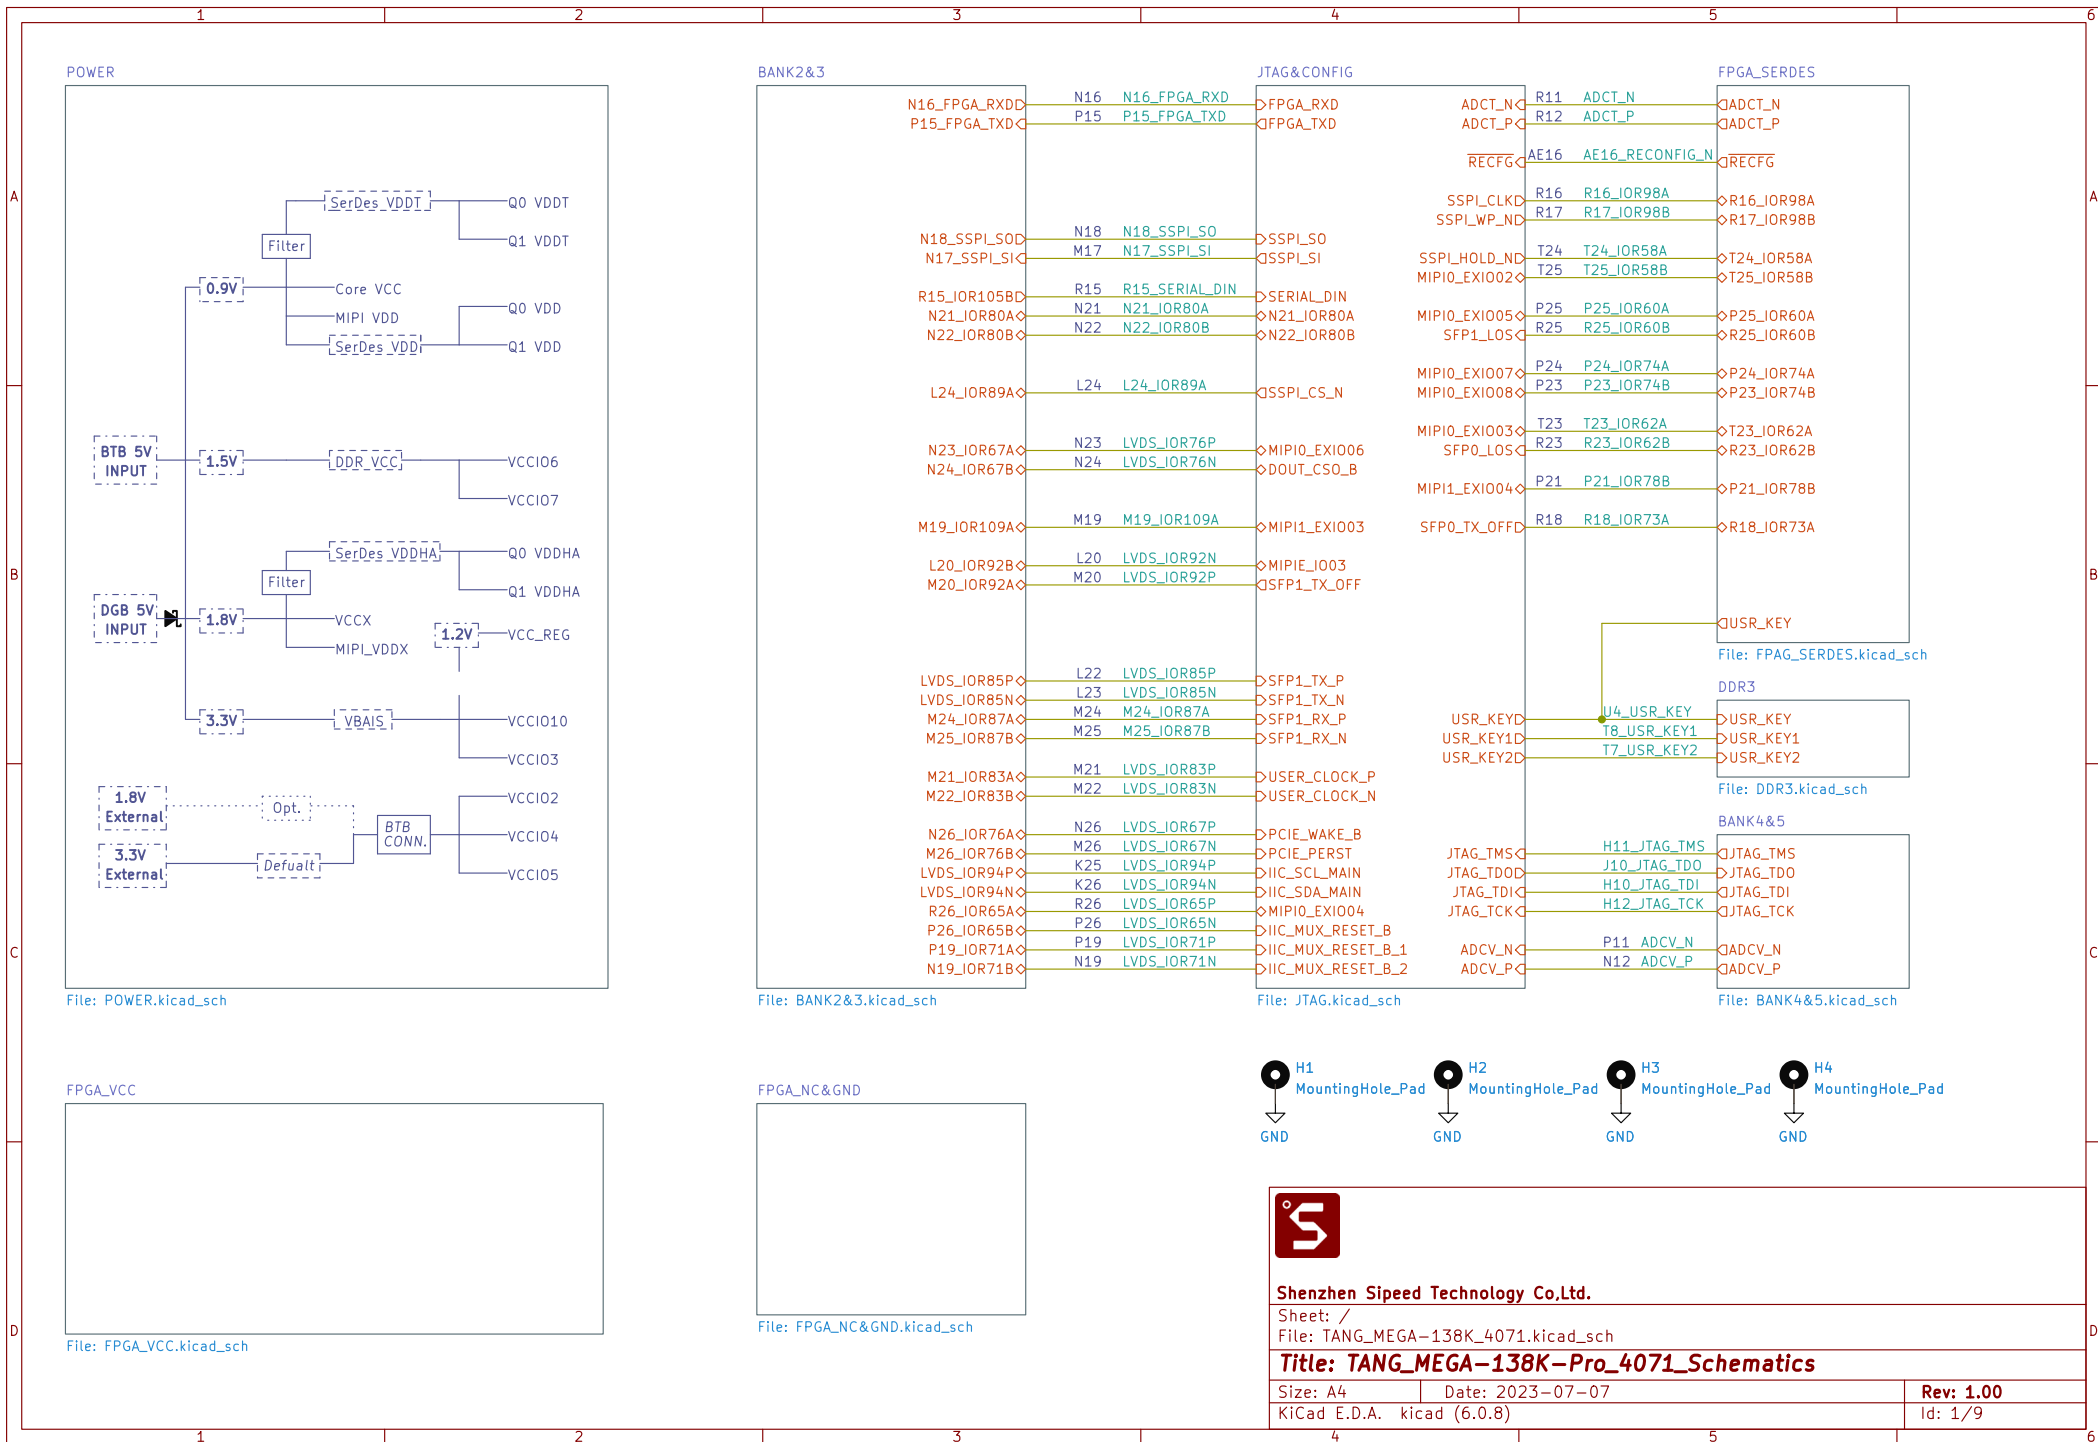 1 2 3 4 5 6
A
B
C
D
POWER
SerDes VDDT
Q0 VDDT
Filter
Q1 VDDT
0.9V
Core VCC
Q0 VDD
MIPI VDD
SerDes VDD
Q1 VDD
BTB 5V
INPUT
1.5V
DDR VCC
VCCIO6
VCCIO7
SerDes VDDHA
Q0 VDDHA
Filter
Q1 VDDHA
DGB 5V
INPUT
1.8V
VCCX
1.2V
VCC_REG
MIPI_VDDX
3.3V
VBAIS
VCCIO10
VCCIO3
1.8V
External
Opt.
VCCIO2
BTB
CONN.
VCCIO4
3.3V
External
Defualt
VCCIO5
File: POWER.kicad_sch
BANK2&3
N16_FPGA_RXD
P15_FPGA_TXD
N18_SSPI_SO
N17_SSPI_SI
R15_IOR105B
N21_IOR80A
N22_IOR80B
L24_IOR89A
N23_IOR67A
N24_IOR67B
M19_IOR109A
L20_IOR92B
M20_IOR92A
LVDS_IOR85P
LVDS_IOR85N
M24_IOR87A
M25_IOR87B
M21_IOR83A
M22_IOR83B
N26_IOR76A
M26_IOR76B
LVDS_IOR94P
LVDS_IOR94N
R26_IOR65A
P26_IOR65B
P19_IOR71A
N19_IOR71B
File: BANK2&3.kicad_sch
N16 N16_FPGA_RXD
P15 P15_FPGA_TXD
N18 N18_SSPI_SO
M17 N17_SSPI_SI
R15 R15_SERIAL_DIN
N21 N21_IOR80A
N22 N22_IOR80B
L24 L24_IOR89A
N23 LVDS_IOR76P
N24 LVDS_IOR76N
M19 M19_IOR109A
L20 LVDS_IOR92N
M20 LVDS_IOR92P
L22 LVDS_IOR85P
L23 LVDS_IOR85N
M24 M24_IOR87A
M25 M25_IOR87B
M21 LVDS_IOR83P
M22 LVDS_IOR83N
N26 LVDS_IOR67P
M26 LVDS_IOR67N
K25 LVDS_IOR94P
K26 LVDS_IOR94N
R26 LVDS_IOR65P
P26 LVDS_IOR65N
P19 LVDS_IOR71P
N19 LVDS_IOR71N
JTAG&CONFIG
FPGA_RXD
FPGA_TXD
SSPI_SO
SSPI_SI
SERIAL_DIN
N21_IOR80A
N22_IOR80B
SSPI_CS_N
MIPI0_EXIO06
DOUT_CSO_B
MIPI1_EXIO03
MIPIE_IO03
SFP1_TX_OFF
SFP1_TX_P
SFP1_TX_N
SFP1_RX_P
SFP1_RX_N
USER_CLOCK_P
USER_CLOCK_N
PCIE_WAKE_B
PCIE_PERST
IIC_SCL_MAIN
IIC_SDA_MAIN
MIPI0_EXIO04
IIC_MUX_RESET_B
IIC_MUX_RESET_B_1
IIC_MUX_RESET_B_2
ADCT_N
ADCT_P
RECFG
SSPI_CLK
SSPI_WP_N
SSPI_HOLD_N
MIPI0_EXIO02
MIPI0_EXIO05
SFP1_LOS
MIPI0_EXIO07
MIPI0_EXIO08
MIPI0_EXIO03
SFP0_LOS
MIPI1_EXIO04
SFP0_TX_OFF
USR_KEY
USR_KEY1
USR_KEY2
JTAG_TMS
JTAG_TDO
JTAG_TDI
JTAG_TCK
ADCV_N
ADCV_P
File: JTAG.kicad_sch
R11 ADCT_N
R12 ADCT_P
AE16 AE16_RECONFIG_N
R16 R16_IOR98A
R17 R17_IOR98B
T24 T24_IOR58A
T25 T25_IOR58B
P25 P25_IOR60A
R25 R25_IOR60B
P24 P24_IOR74A
P23 P23_IOR74B
T23 T23_IOR62A
R23 R23_IOR62B
P21 P21_IOR78B
R18 R18_IOR73A
U4_USR_KEY
T8_USR_KEY1
T7_USR_KEY2
H11_JTAG_TMS
J10_JTAG_TDO
H10_JTAG_TDI
H12_JTAG_TCK
P11 ADCV_N
N12 ADCV_P
FPGA_SERDES
ADCT_N
ADCT_P
RECFG
R16_IOR98A
R17_IOR98B
T24_IOR58A
T25_IOR58B
P25_IOR60A
R25_IOR60B
P24_IOR74A
P23_IOR74B
T23_IOR62A
R23_IOR62B
P21_IOR78B
R18_IOR73A
USR_KEY
File: FPAG_SERDES.kicad_sch
DDR3
USR_KEY
USR_KEY1
USR_KEY2
File: DDR3.kicad_sch
BANK4&5
JTAG_TMS
JTAG_TDO
JTAG_TDI
JTAG_TCK
ADCV_N
ADCV_P
File: BANK4&5.kicad_sch
FPGA_VCC
File: FPGA_VCC.kicad_sch
FPGA_NC&GND
File: FPGA_NC&GND.kicad_sch
H1
MountingHole_Pad
GND
H2
MountingHole_Pad
GND
H3
MountingHole_Pad
GND
H4
MountingHole_Pad
GND
Shenzhen Sipeed Technology Co,Ltd.
Sheet: /
File: TANG_MEGA-138K_4071.kicad_sch
Title: TANG_MEGA-138K-Pro_4071_Schematics
Size: A4 Date: 2023-07-07 Rev: 1.00
KiCad E.D.A. kicad (6.0.8) Id: 1/9
A
B
C
D
1 2 3 4 5 6